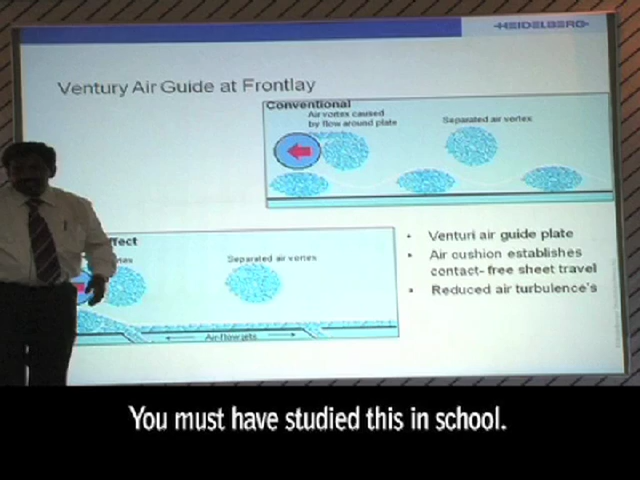 HEIDELBERG
Ventury Air Guide at Frontlay
Conventional
Air vortex caused
by flow around plate
Separated air vortex
ffect
Separated air vortex
Air-flow jets
• Venturi air guide plate
• Air cushion establishes
contact- free sheet travel
• Reduced air turbulence's
You must have studied this in school.